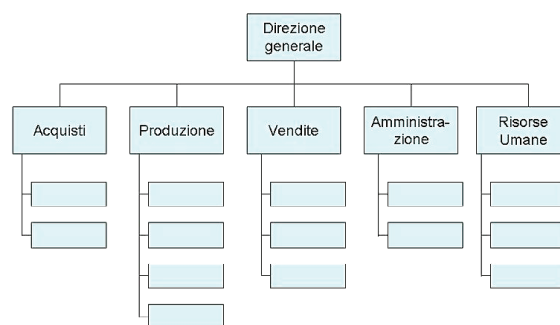 Direzione
generale
Acquisti
Produzione
Vendite
Amministra-
zione
Risorse
Umane